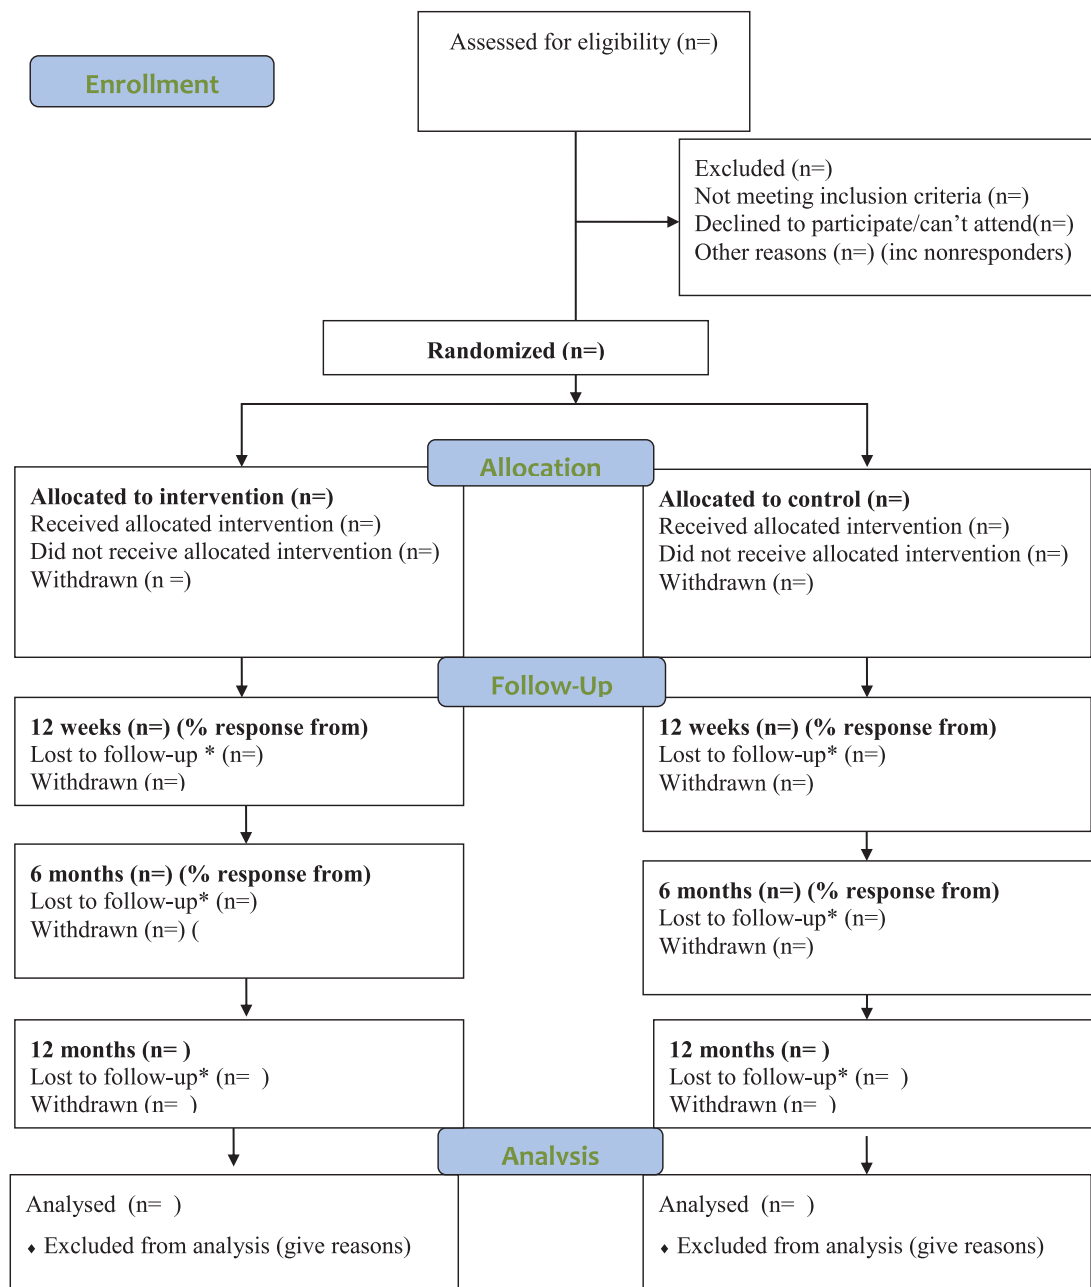 Assessed for eligibility (n=)
Enrollment
Excluded (n=)
Not meeting inclusion criteria (n=)
Declined to participate/can’t attend(n=)
Other reasons (n=) (inc nonresponders)
Randomized (n=)
Allocation
Allocated to intervention (n=)
Received allocated intervention (n=)
Did not receive allocated intervention (n=)
Withdrawn (n =)
Allocated to control (n=)
Received allocated intervention (n=)
Did not receive allocated intervention (n=)
Withdrawn (n=)
Follow-Up
12 weeks (n=) (% response from)
Lost to follow-up * (n=)
Withdrawn (n=)
12 weeks (n=) (% response from)
Lost to follow-up* (n=)
Withdrawn (n=)
6 months (n=) (% response from)
Lost to follow-up* (n=)
Withdrawn (n=) (
6 months (n=) (% response from)
Lost to follow-up* (n=)
Withdrawn (n=)
12 months (n= )
Lost to follow-up* (n=  )
Withdrawn (n=  )
12 months (n= )
Lost to follow-up* (n=  )
Withdrawn (n=  )
Analysis
Analysed  (n=  )
⬧ Excluded from analysis (give reasons)
Analysed  (n=  )
⬧ Excluded from analysis (give reasons)